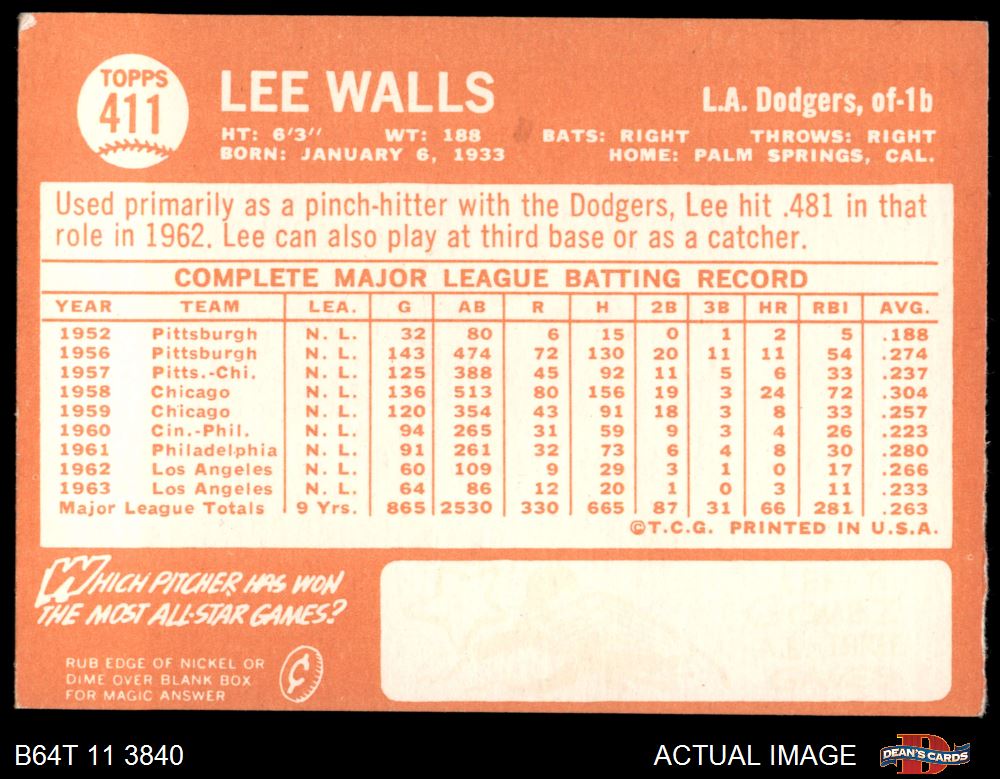 TOPPS
411
LEE WALLS
L.A. Dodgers, of-1b
HT: 6'3" WT: 188 BATS: RIGHT THROWS: RIGHT
BORN: JANUARY 6, 1933 HOME: PALM SPRINGS, CAL.
Used primarily as a pinch-hitter with the Dodgers, Lee hit .481 in that
role in 1962. Lee can also play at third base or as a catcher.
COMPLETE MAJOR LEAGUE BATTING RECORD
YEAR TEAM LEA. G AB R H 2B 3B HR RBI AVG.
1952 Pittsburgh N. L. 32 80 6 15 0 1 2 5 .188
1956 Pittsburgh N. L. 143 474 72 130 20 11 11 54 .274
1957 Pitts.-Chi. N. L. 125 388 45 92 11 5 6 33 .237
1958 Chicago N. L. 136 513 80 156 19 3 24 72 .304
1959 Chicago N. L. 120 354 43 91 18 3 8 33 .257
1960 Cin.-Phil. N. L. 94 265 31 59 9 3 4 26 .223
1961 Philadelphia N. L. 91 261 32 73 6 4 8 30 .280
1962 Los Angeles N. L. 60 109 9 29 3 1 0 17 .266
1963 Los Angeles N. L. 64 86 12 20 1 0 3 11 .233
Major League Totals 9 Yrs. 865 2530 330 665 87 31 66 281 .263
©T.C.G. PRINTED IN U.S.A.
WHICH PITCHER HAS WON
THE MOST ALL-STAR GAMES?
RUB EDGE OF NICKEL OR
DIME OVER BLANK BOX
FOR MAGIC ANSWER
¢
B64T 11 3840 ACTUAL IMAGE DEAN'S CARDS